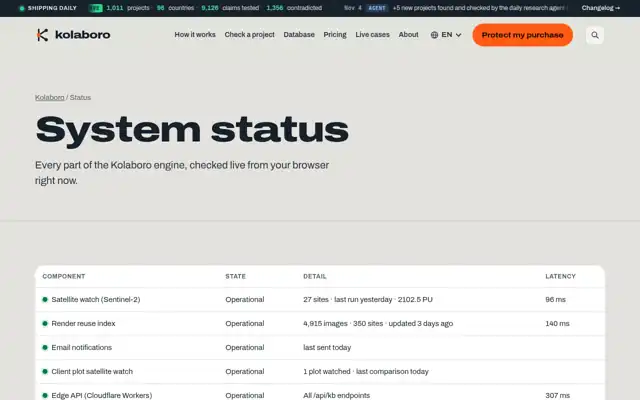 SHIPPING DAILY 1,011 projects · 96 countries · 9,126 claims tested 1,356 contradicted Nov 4 AGENT +5 new projects found and checked by the daily research agent Changelog →
kolaboro How it works Check a project Database Pricing Live cases About EN Protect my purchase
Kolaboro / Status
System status
Every part of the Kolaboro engine, checked live from your browser
right now.
COMPONENT STATE DETAIL LATENCY
Satellite watch (Sentinel-2) Operational 27 sites · last run yesterday · 2102.5 PU 96 ms
Render reuse index Operational 4,915 images · 350 sites · updated 3 days ago 140 ms
Email notifications Operational last sent today
Client plot satellite watch Operational 1 plot watched · last comparison today
Edge API (Cloudflare Workers) Operational All /api/kb endpoints 307 ms